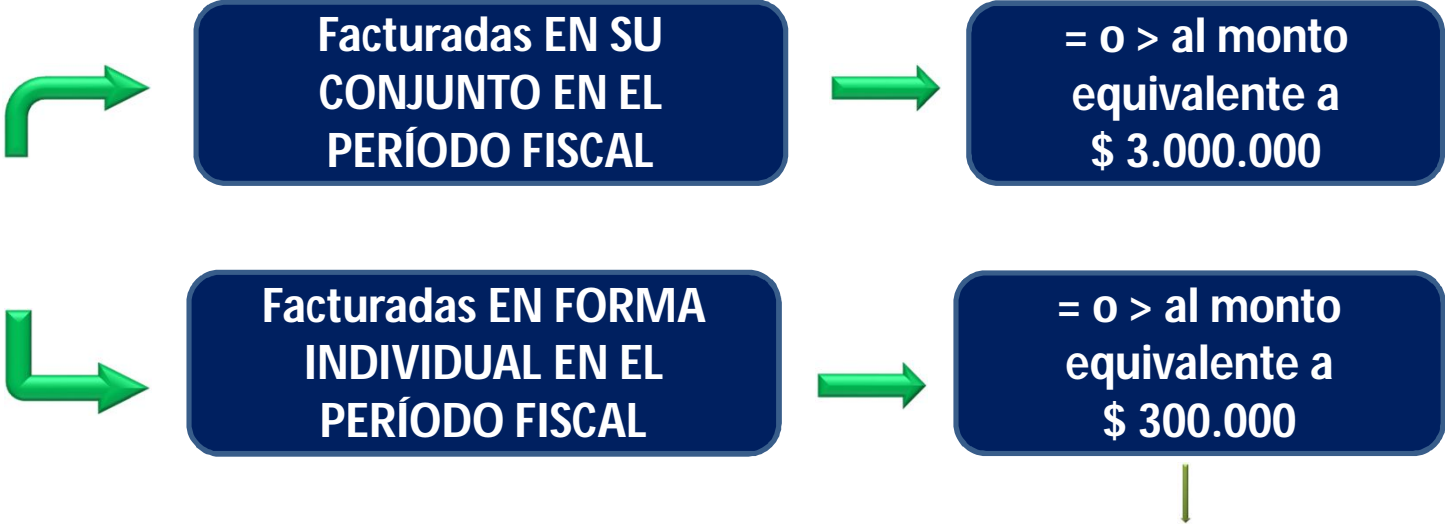 Facturadas EN SU
CONJUNTO EN EL
PERÍODO FISCAL
= o > al monto
equivalente a
$ 3.000.000
Facturadas EN FORMA
INDIVIDUAL EN EL
PERÍODO FISCAL
= o > al monto
equivalente a
$ 300.000